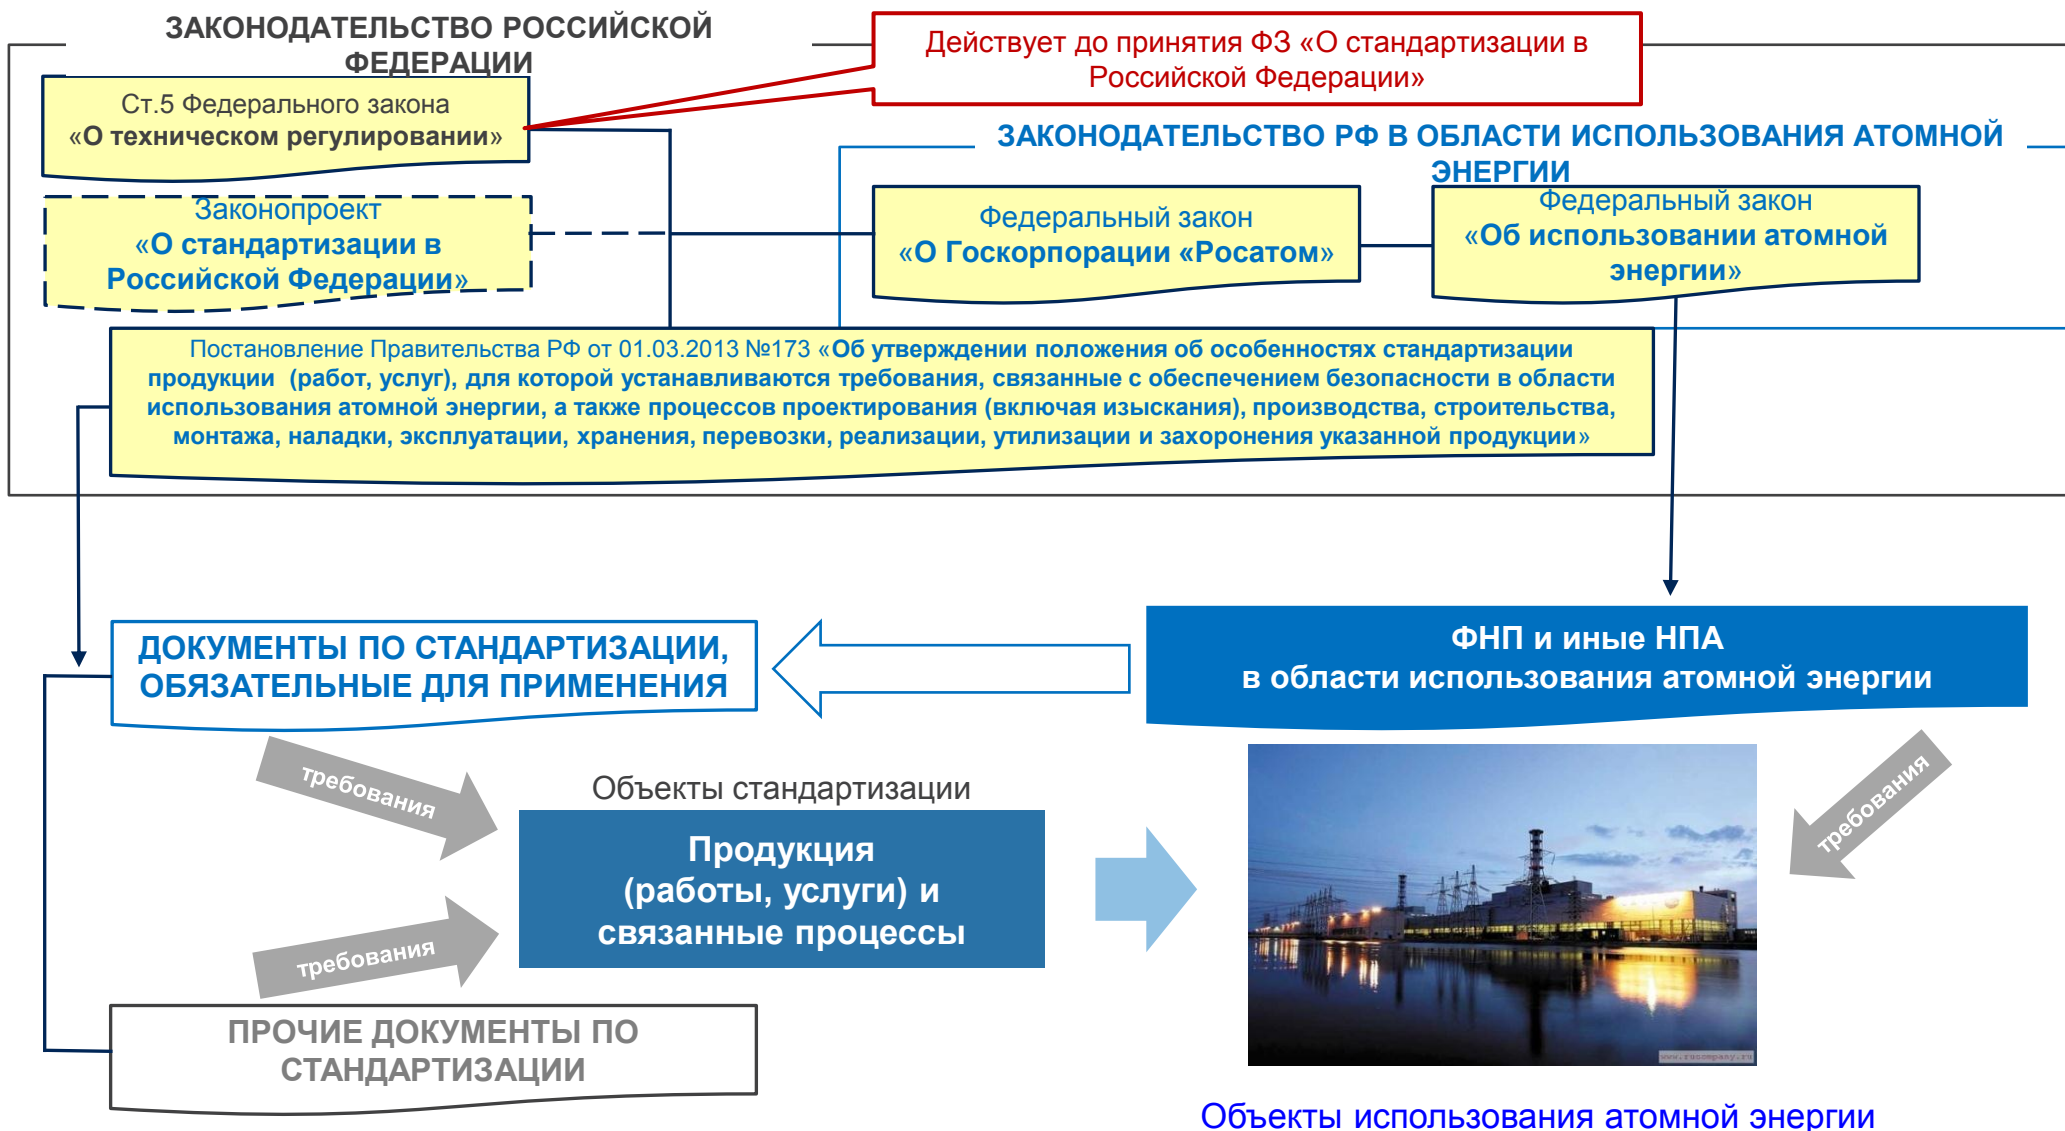 ЗАКОНОДАТЕЛЬСТВО РОССИЙСКОЙ
ФЕДЕРАЦИИ
Действует до принятия ФЗ «О стандартизации в
Российской Федерации»
Ст.5 Федерального закона
«О техническом регулировании»
ЗАКОНОДАТЕЛЬСТВО РФ В ОБЛАСТИ ИСПОЛЬЗОВАНИЯ АТОМНОЙ
ЭНЕРГИИ
Законопроект
«О стандартизации в
Российской Федерации»
Федеральный закон
«О Госкорпорации «Росатом»
Федеральный закон
«Об использовании атомной
энергии»
Постановление Правительства РФ от 01.03.2013 №173 «Об утверждении положения об особенностях стандартизации
продукции (работ, услуг), для которой устанавливаются требования, связанные с обеспечением безопасности в области
использования атомной энергии, а также процессов проектирования (включая изыскания), производства, строительства,
монтажа, наладки, эксплуатации, хранения, перевозки, реализации, утилизации и захоронения указанной продукции»
ДОКУМЕНТЫ ПО СТАНДАРТИЗАЦИИ,
ОБЯЗАТЕЛЬНЫЕ ДЛЯ ПРИМЕНЕНИЯ
ФНП и иные НПА
в области использования атомной энергии
требования
Объекты стандартизации
Продукция
(работы, услуги) и
связанные процессы
требования
требования
ПРОЧИЕ ДОКУМЕНТЫ ПО
СТАНДАРТИЗАЦИИ
www.rucompany.ru
Объекты использования атомной энергии